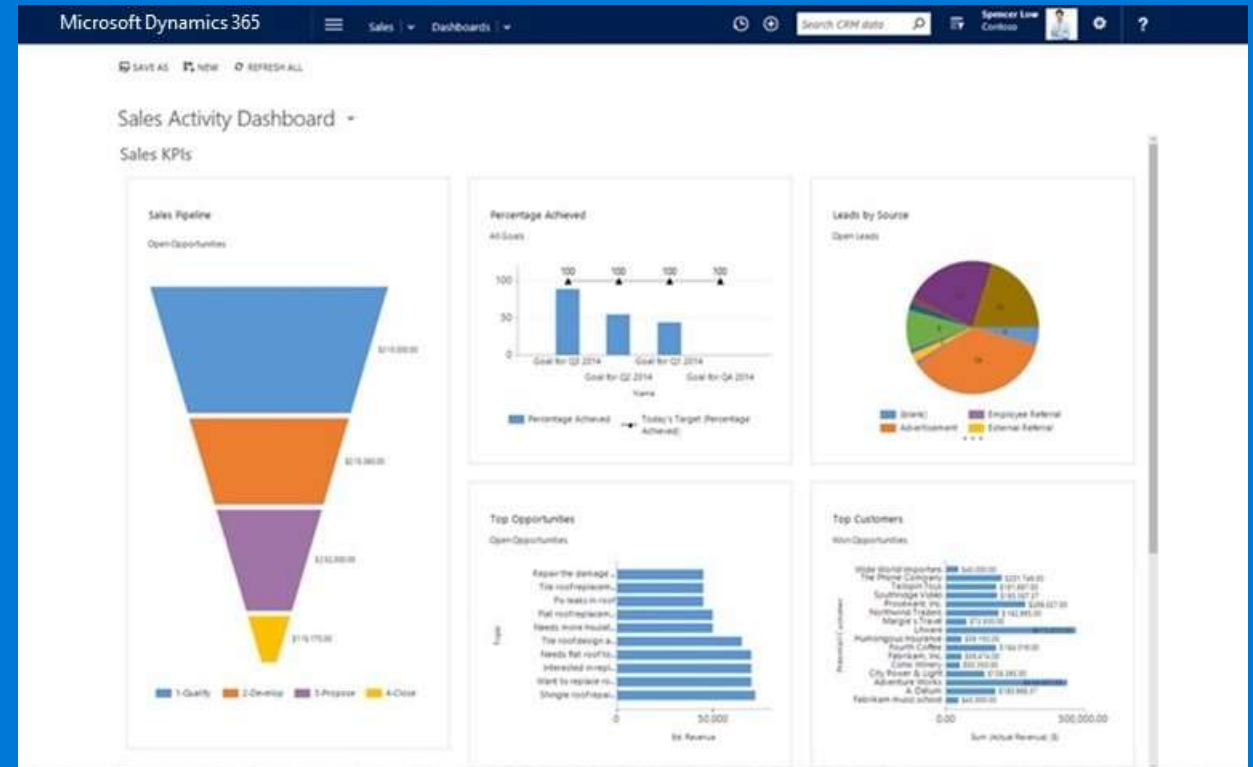 Microsoft Dynamics 365
Sales
Dashboards
Search CRM data
Spencer Low
Contoso
?
SAVE AS
NEW
REFRESH ALL
Sales Activity Dashboard
Sales KPIs
Sales Pipeline
Open Opportunities
1-Qualify 2-Develop 3-Propose 4-Close
Percentage Achieved
All Goals
100 100 100 100
100
50
0
Goal for Q3 2014 Goal for Q1 2014
Goal for Q2 2014 Goal for Q4 2014
Name
Percentage Achieved Today's Target (Percentage
Achieved)
Leads by Source
Open Leads
(blank) Employee Referral
Advertisement External Referral
Top Opportunities
Open Opportunities
Repair the damage ...
Tile roof replacem...
Flat roof replacem...
Needs more insulat...
Tile roof design a...
Needs flat roof to...
Interested in repl...
Want to replace ro...
Shingle roof repai...
0 50,000
Est. Revenue
Top Customers
Won Opportunities
Wide World Importers
The Phone Company
Tailspin Toys
Southridge Video
Proseware, Inc.
Northwind Traders
Margie's Travel
Litware
Humongous Insurance
Fourth Coffee
Fabrikam, Inc.
Coho Winery
City Power & Light
Adventure Works
A. Datum
Potential Customer
0.00 500,000.00
Sum (Actual Revenue) ($)